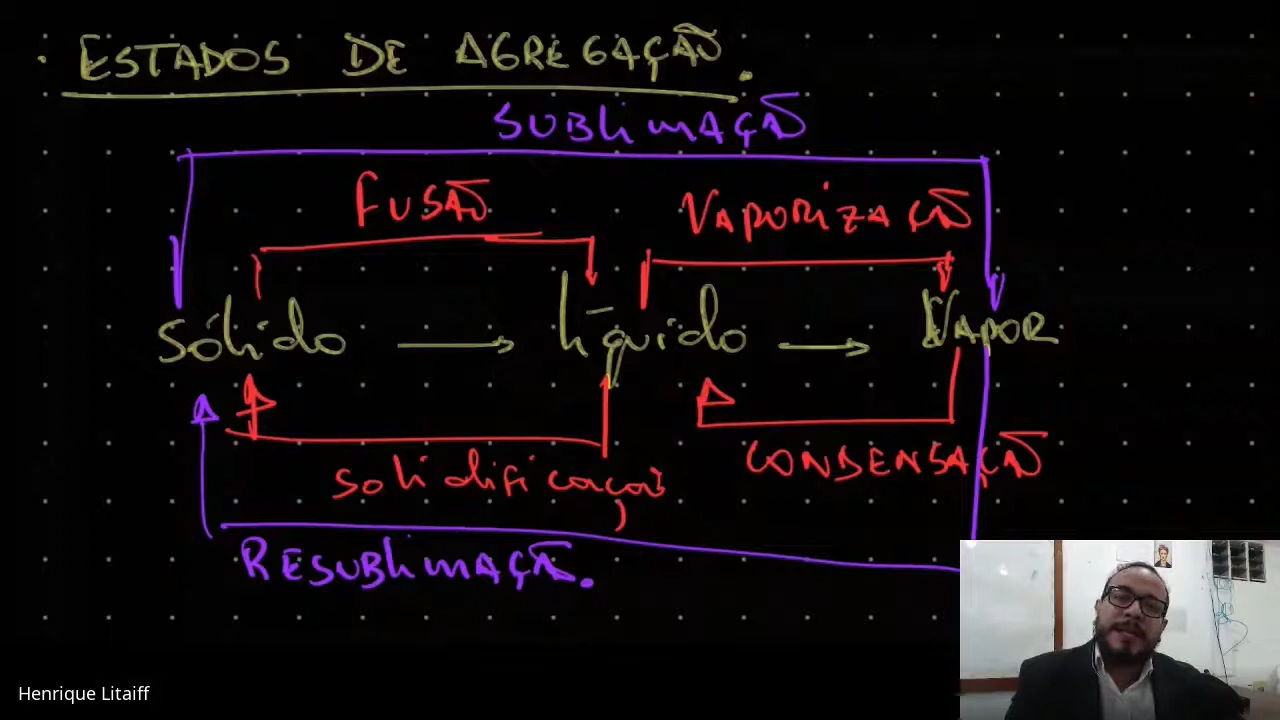 ESTADOS DE AGREGAÇÃO.
SUBlimAÇÃO
FUSÃO
VAPORIZAÇÃO
sólido → líquido → VAPOR
solidificação
CONDENSAÇÃO
RESUBlimAÇÃO.
Henrique Litaiff